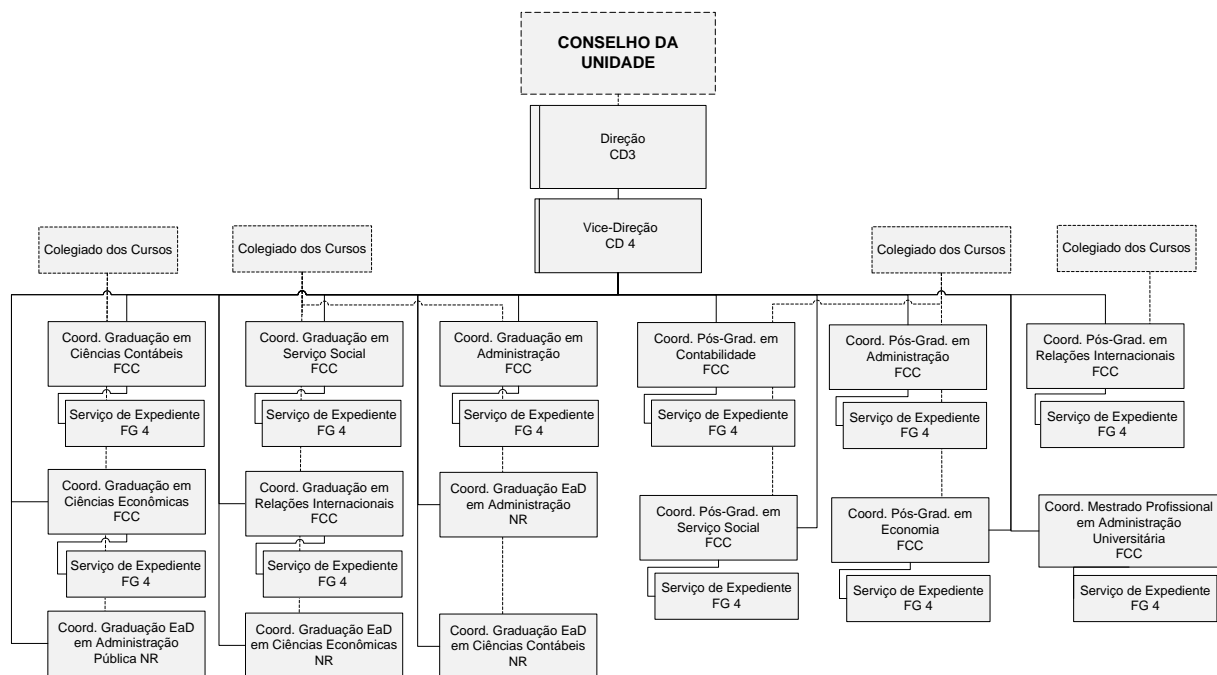 CONSELHO DA
UNIDADE
Direção
CD3
Vice-Direção
CD 4
Colegiado dos Cursos
Colegiado dos Cursos
Colegiado dos Cursos
Colegiado dos Cursos
Coord. Graduação em
Ciências Contábeis
FCC
Coord. Graduação em
Serviço Social
FCC
Coord. Graduação em
Administração
FCC
Coord. Pós-Grad. em
Contabilidade
FCC
Coord. Pós-Grad. em
Administração
FCC
Coord. Pós-Grad. em
Relações Internacionais
FCC
Serviço de Expediente
FG 4
Serviço de Expediente
FG 4
Serviço de Expediente
FG 4
Serviço de Expediente
FG 4
Serviço de Expediente
FG 4
Serviço de Expediente
FG 4
Coord. Graduação em
Ciências Econômicas
FCC
Coord. Graduação em
Relações Internacionais
FCC
Coord. Graduação EaD
em Administração
NR
Coord. Pós-Grad. em
Serviço Social
FCC
Coord. Pós-Grad. em
Economia
FCC
Coord. Mestrado Profissional
em Administração
Universitária
FCC
Serviço de Expediente
FG 4
Serviço de Expediente
FG 4
Serviço de Expediente
FG 4
Serviço de Expediente
FG 4
Serviço de Expediente
FG 4
Coord. Graduação EaD
em Administração
Pública NR
Coord. Graduação EaD
em Ciências Econômicas
NR
Coord. Graduação EaD
em Ciências Contábeis
NR